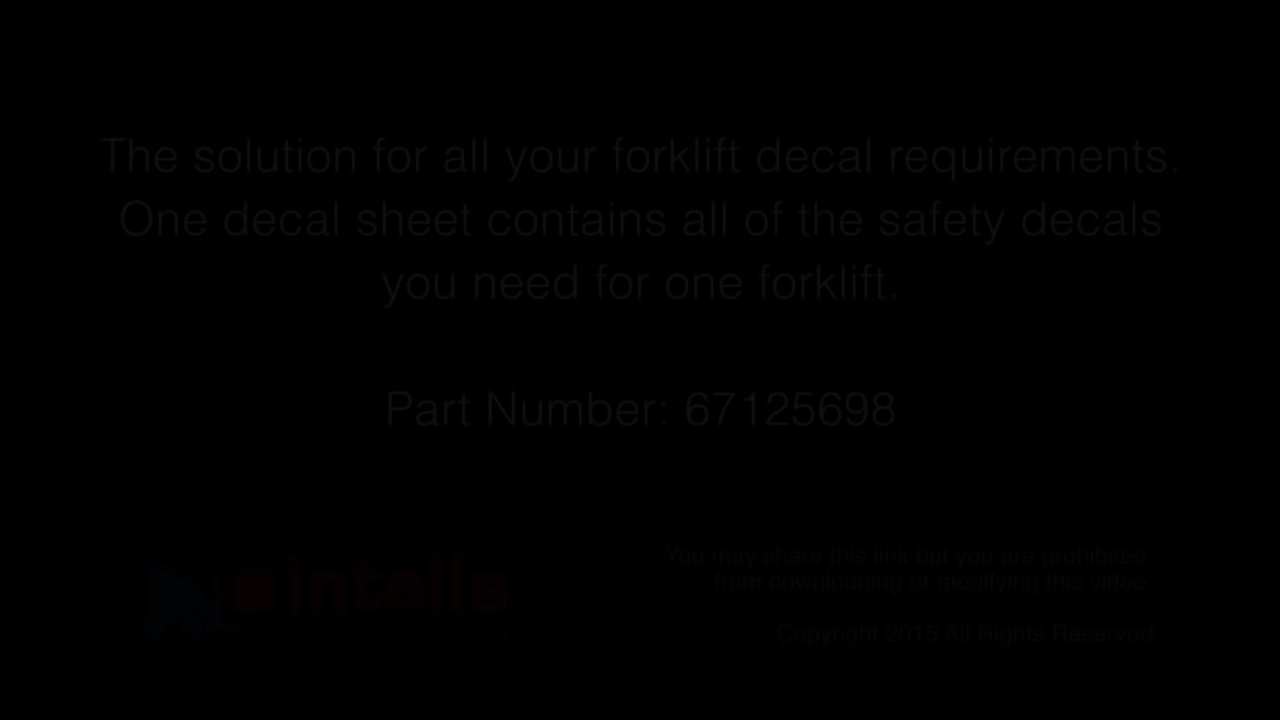 The solution for all your forklift decal requirements.
One decal sheet contains all of the safety decals
you need for one forklift.
Part Number: 67125698
intella
You may share this link but you are prohibited
from downloading or modifying this video.
Copyright 2015 All Rights Reserved